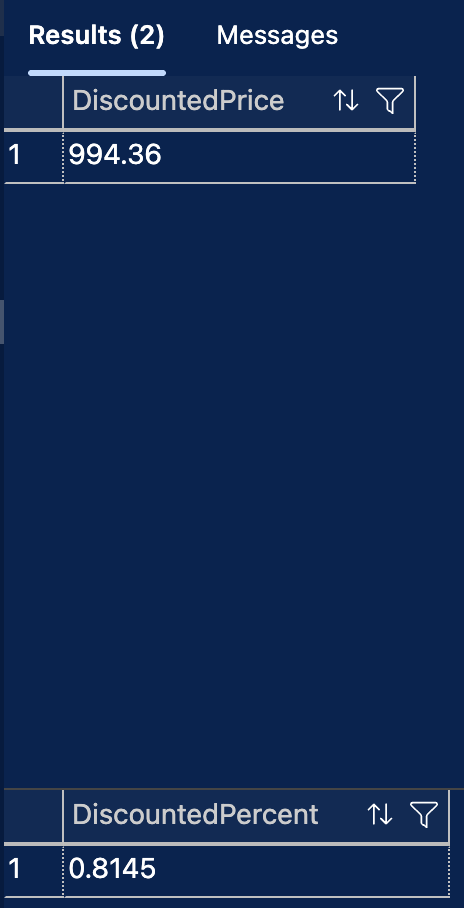 Results (2) Messages
DiscountedPrice
1 994.36
DiscountedPercent
1 0.8145